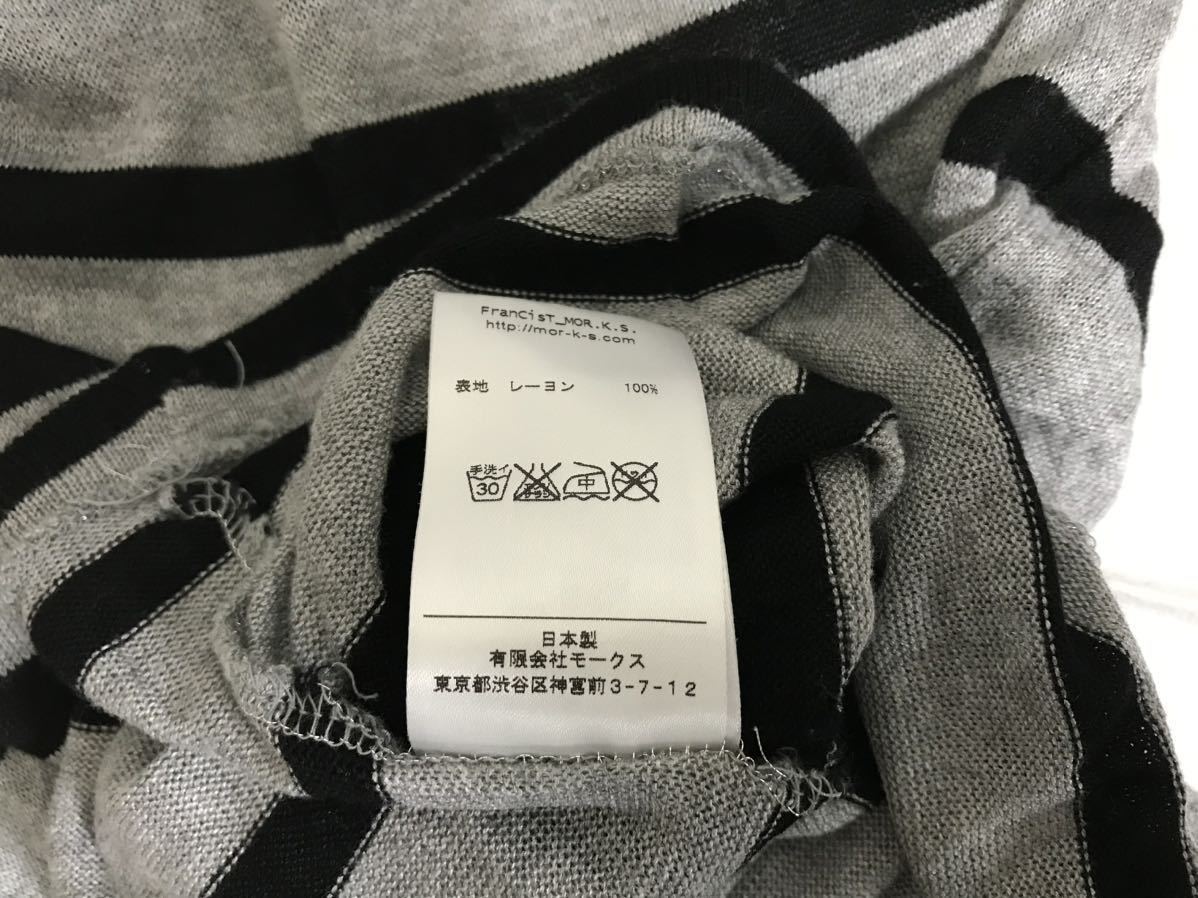 FranCisT_MOR.K.S.
http://mor-k-s.com
表地 レーヨン 100%
手洗イ
30 中
日本製
有限会社モークス
東京都渋谷区神宮前3-7-12